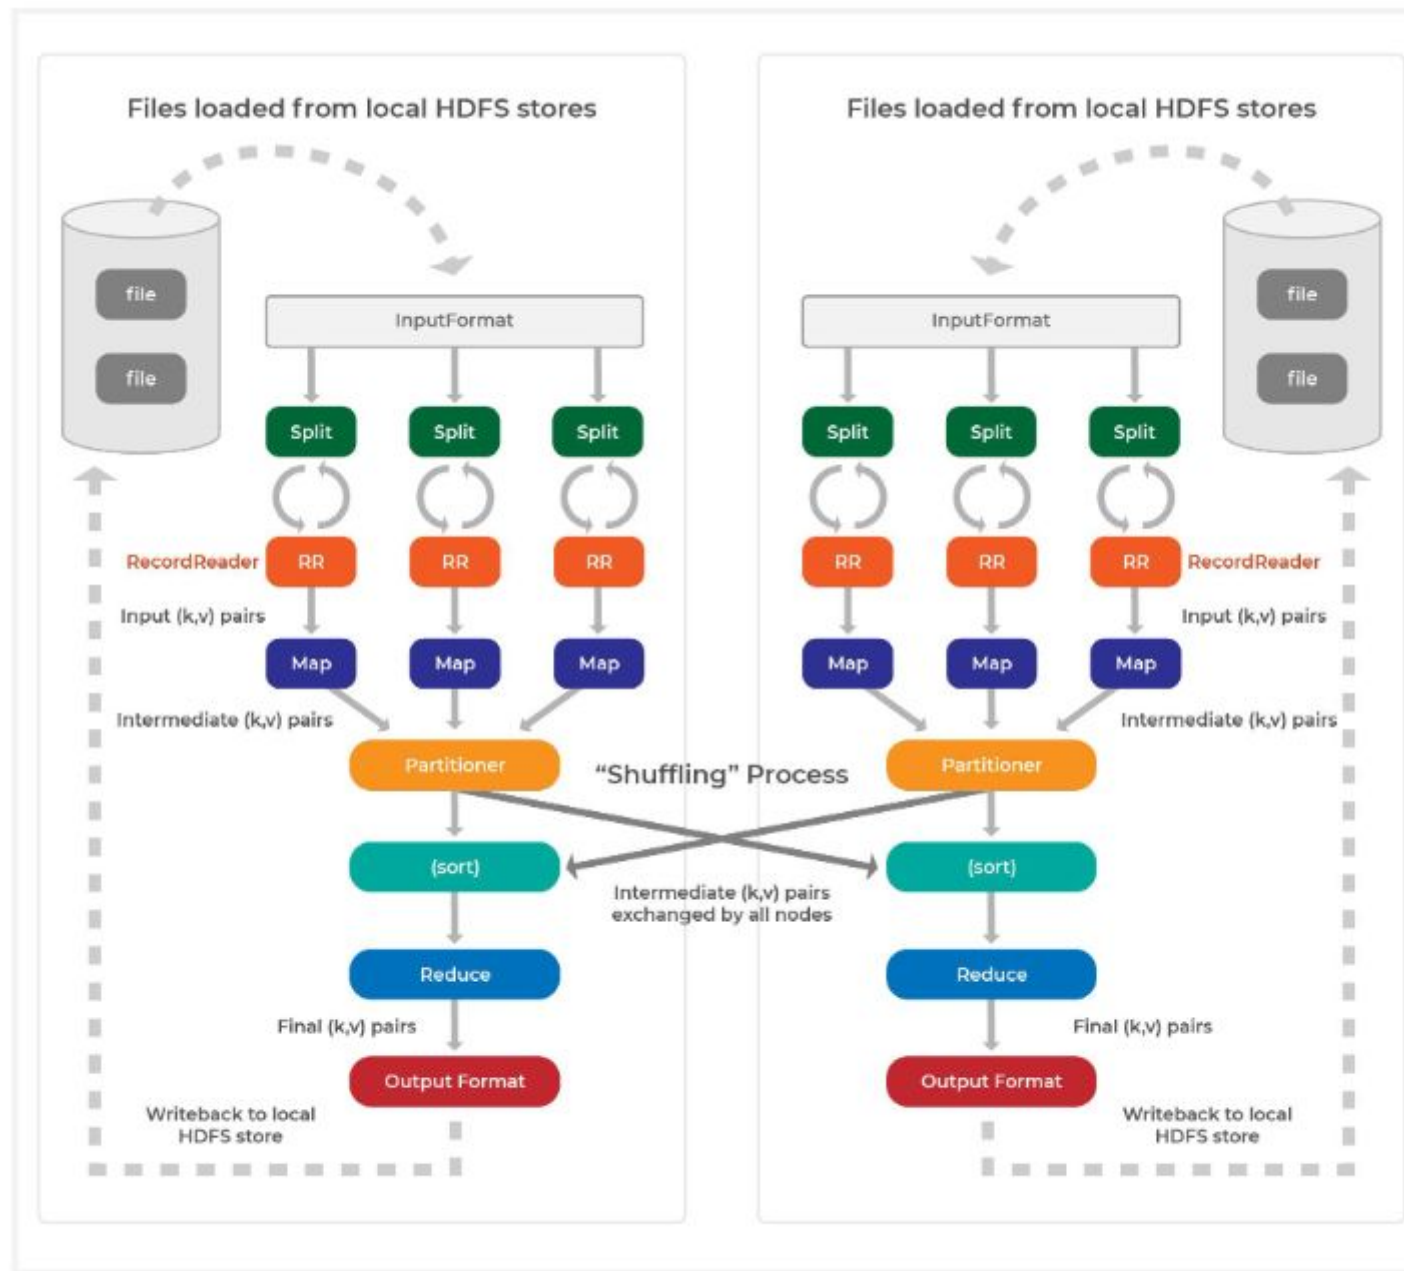 Files loaded from local HDFS stores
file
file
InputFormat
Split Split Split
RecordReader RR RR RR
Input (k,v) pairs
Map Map Map
Intermediate (k,v) pairs
Partitioner
(sort)
Reduce
Final (k,v) pairs
Output Format
Writeback to local
HDFS store
“Shuffling” Process
Intermediate (k,v) pairs
exchanged by all nodes
Files loaded from local HDFS stores
file
file
InputFormat
Split Split Split
RR RR RR RecordReader
Input (k,v) pairs
Map Map Map
Intermediate (k,v) pairs
Partitioner
(sort)
Reduce
Final (k,v) pairs
Output Format
Writeback to local
HDFS store